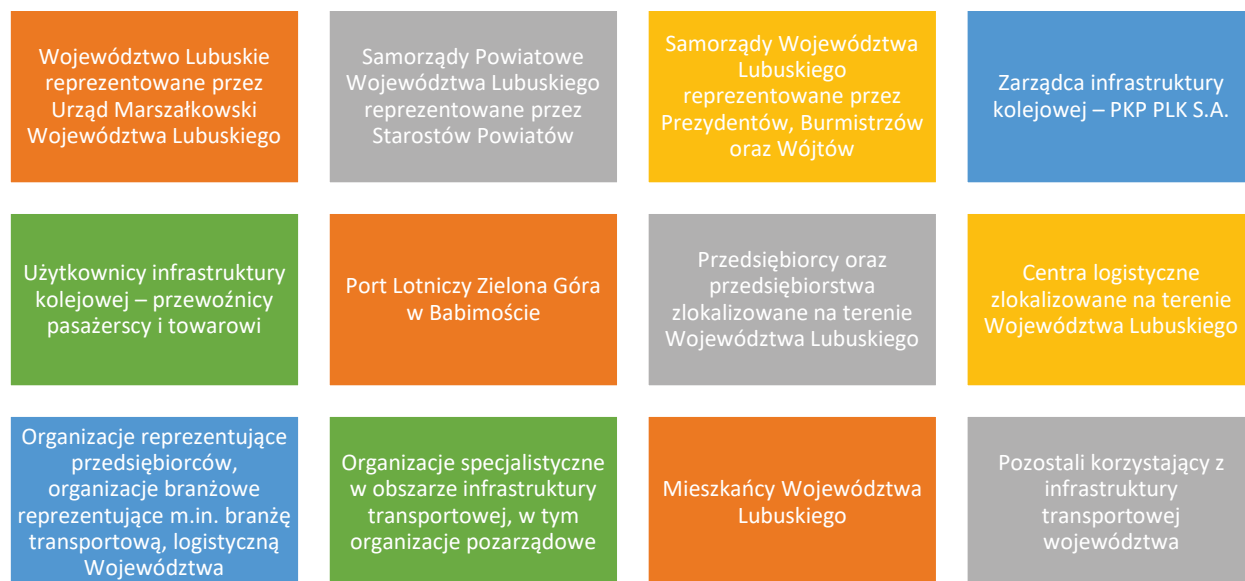 Województwo Lubuskie
reprezentowane przez
Urząd Marszałkowski
Województwa Lubuskiego
Samorządy Powiatowe
Województwa Lubuskiego
reprezentowane przez
Starostów Powiatów
Samorządy Województwa
Lubuskiego
reprezentowane przez
Prezydentów, Burmistrzów
oraz Wójtów
Zarządca infrastruktury
kolejowej – PKP PLK S.A.
Użytkownicy infrastruktury
kolejowej – przewoźnicy
pasażerscy i towarowi
Port Lotniczy Zielona Góra
w Babimoście
Przedsiębiorcy oraz
przedsiębiorstwa
zlokalizowane na terenie
Województwa Lubuskiego
Centra logistyczne
zlokalizowane na terenie
Województwa Lubuskiego
Organizacje reprezentujące
przedsiębiorców,
organizacje branżowe
reprezentujące m.in. branżę
transportową, logistyczną
Województwa
Organizacje specjalistyczne
w obszarze infrastruktury
transportowej, w tym
organizacje pozarządowe
Mieszkańcy Województwa
Lubuskiego
Pozostali korzystający z
infrastruktury
transportowej
województwa